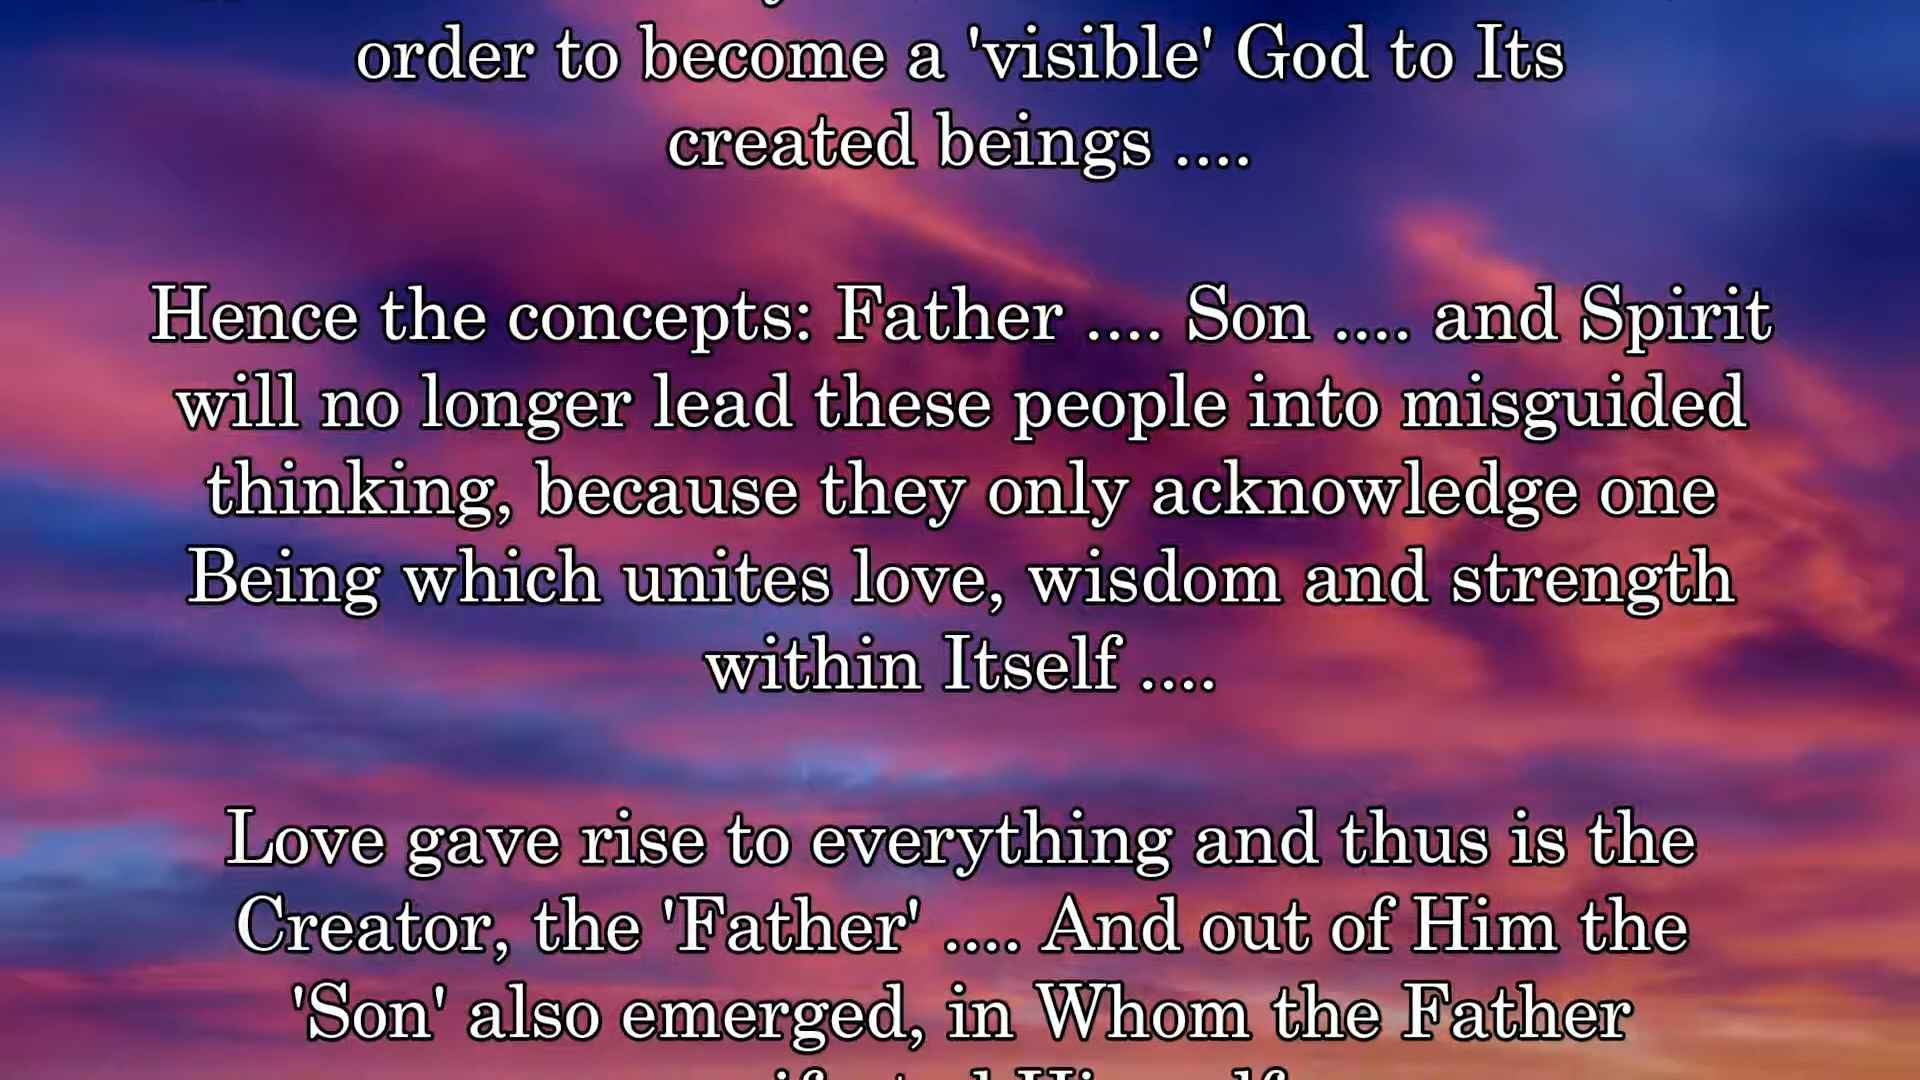 order to become a 'visible' God to Its
created beings ....
Hence the concepts: Father .... Son .... and Spirit
will no longer lead these people into misguided
thinking, because they only acknowledge one
Being which unites love, wisdom and strength
within Itself ....
Love gave rise to everything and thus is the
Creator, the 'Father' .... And out of Him the
'Son' also emerged, in Whom the Father